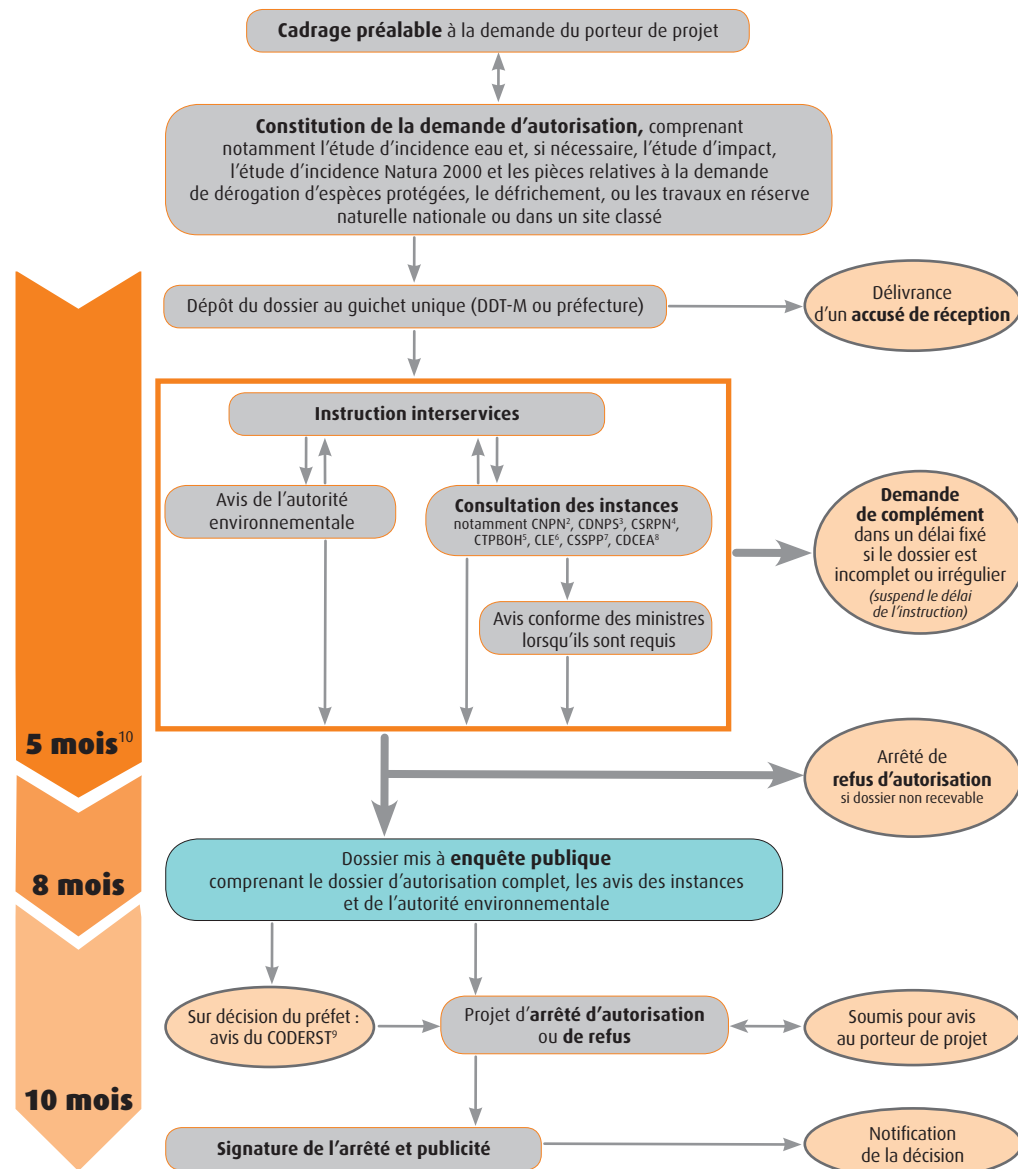 Cadrage préalable à la demande du porteur de projet
Constitution de la demande d'autorisation, comprenant
notamment l'étude d'incidence eau et, si nécessaire, l'étude d'impact,
l'étude d'incidence Natura 2000 et les pièces relatives à la demande
de dérogation d'espèces protégées, le défrichement, ou les travaux en réserve
naturelle nationale ou dans un site classé
Dépôt du dossier au guichet unique (DDT-M ou préfecture)
Délivrance
d'un accusé de réception
Instruction interservices
Avis de l'autorité
environnementale
Consultation des instances
notamment CNPN², CDNPS³, CSRPN⁴,
CTPBOH⁵, CLE⁶, CSSPP⁷, CDCEA⁸
Avis conforme des ministres
lorsqu'ils sont requis
Demande
de complément
dans un délai fixé
si le dossier est
incomplet ou irrégulier
(suspend le délai
de l'instruction)
5 mois¹⁰
Arrêté de
refus d'autorisation
si dossier non recevable
Dossier mis à enquête publique
comprenant le dossier d'autorisation complet, les avis des instances
et de l'autorité environnementale
8 mois
Sur décision du préfet :
avis du CODERST⁹
Projet d'arrêté d'autorisation
ou de refus
Soumis pour avis
au porteur de projet
10 mois
Signature de l'arrêté et publicité
Notification
de la décision